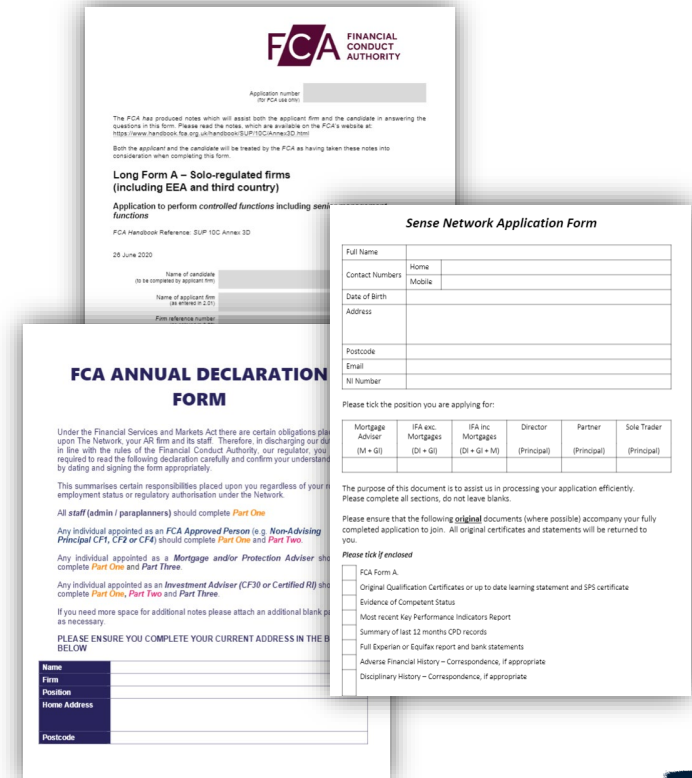 FCA FINANCIAL
CONDUCT
AUTHORITY
Application number
(for FCA use only)
The FCA has produced notes which will assist both the applicant firm and the candidate in answering the
questions in this form. Please read the notes, which are available on the FCA's website at:
https://www.handbook.fca.org.uk/handbook/SUP/10C/Annex3D.html
Both the applicant and the candidate will be treated by the FCA as having taken these notes into
consideration when completing this form.
Long Form A – Solo-regulated firms
(including EEA and third country)
Application to perform controlled functions including senior management
functions
FCA Handbook Reference: SUP 10C Annex 3D
26 June 2020
Name of candidate
(to be completed by applicant firm)
Name of applicant firm
(as entered in 2.01)
Firm reference number
Sense Network Application Form
Full Name
Contact Numbers
Home
Mobile
Date of Birth
Address
Postcode
Email
NI Number
Please tick the position you are applying for:
Mortgage Adviser (M + GI)
IFA exc. Mortgages (DI + GI)
IFA inc Mortgages (DI + GI + M)
Director (Principal)
Partner (Principal)
Sole Trader (Principal)
The purpose of this document is to assist us in processing your application efficiently.
Please complete all sections, do not leave blanks.
Please ensure that the following original documents (where possible) accompany your fully
completed application to join. All original certificates and statements will be returned to
you.
Please tick if enclosed
FCA Form A.
Original Qualification Certificates or up to date learning statement and SPS certificate
Evidence of Competent Status
Most recent Key Performance Indicators Report
Summary of last 12 months CPD records
Full Experian or Equifax report and bank statements
Adverse Financial History – Correspondence, if appropriate
Disciplinary History – Correspondence, if appropriate
FCA ANNUAL DECLARATION
FORM
Under the Financial Services and Markets Act there are certain obligations
upon The Network, your AR firm and its staff. Therefore, in discharging our
in line with the rules of the Financial Conduct Authority, our regulator, you
required to read the following declaration carefully and confirm your
by dating and signing the form appropriately.
This summarises certain responsibilities placed upon you regardless of your
employment status or regulatory authorisation under the Network.
All staff (admin / paraplanners) should complete Part One
Any individual appointed as an FCA Approved Person (e.g. Non-Advising
Principal CF1, CF2 or CF4) should complete Part One and Part Two.
Any individual appointed as a Mortgage and/or Protection Adviser
complete Part One and Part Three.
Any individual appointed as an Investment Adviser (CF30 or Certified RI)
complete Part One, Part Two and Part Three.
If you need more space for additional notes please attach an additional blank
as necessary.
PLEASE ENSURE YOU COMPLETE YOUR CURRENT ADDRESS IN THE
BELOW
Name
Firm
Position
Home Address
Postcode